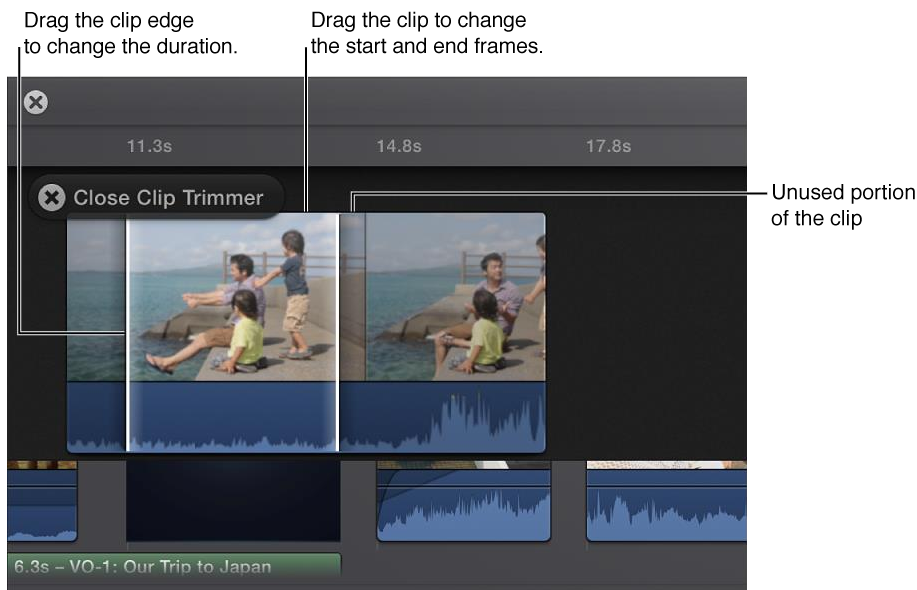 Drag the clip edge
to change the duration.
Drag the clip to change
the start and end frames.
11.3s
14.8s
17.8s
Close Clip Trimmer
Unused portion
of the clip
6.3s – VO-1: Our Trip to Japan